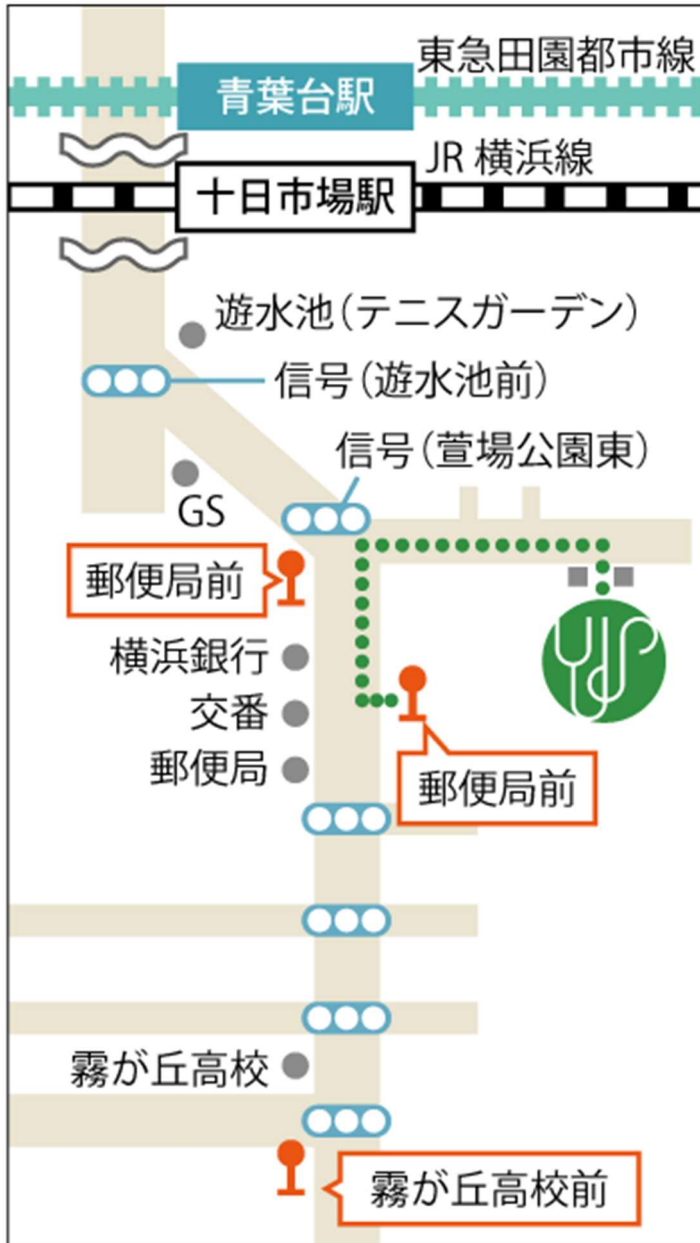 東急田園都市線
青葉台駅
JR 横浜線
十日市場駅
遊水池（テニスガーデン）
信号（遊水池前）
信号（萱場公園東）
GS
郵便局前
横浜銀行
交番
郵便局
郵便局前
霧が丘高校
霧が丘高校前